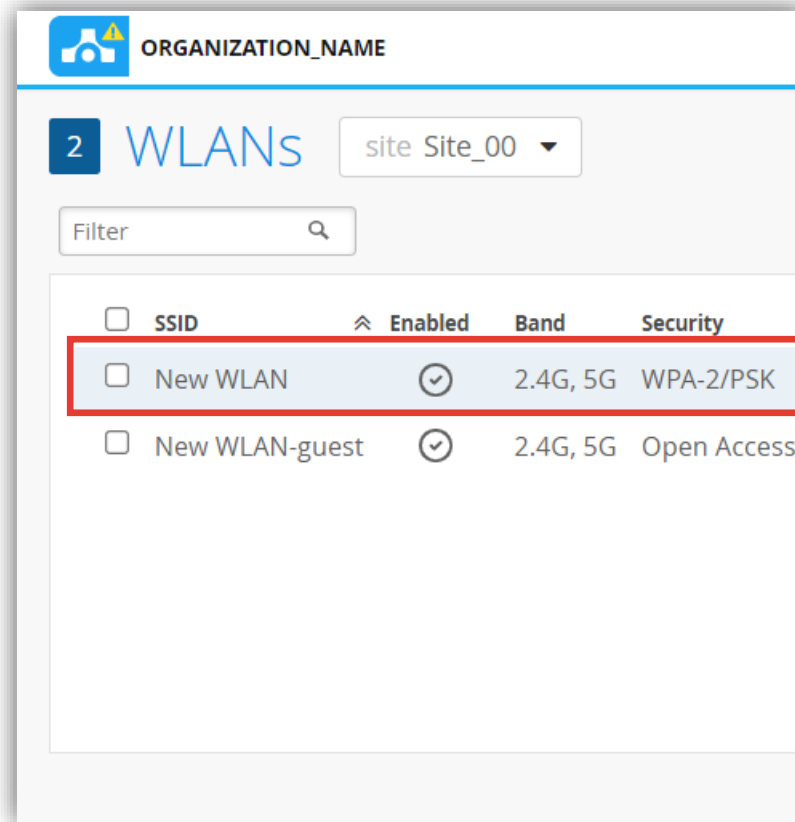 ORGANIZATION_NAME
2 WLANs site Site_00
Filter
SSID Enabled Band Security
New WLAN 2.4G, 5G WPA-2/PSK
New WLAN-guest 2.4G, 5G Open Access